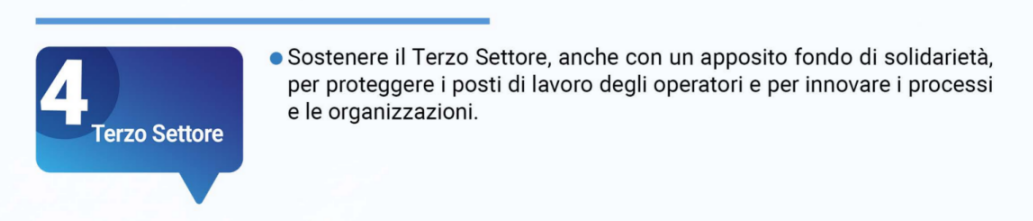 4
Terzo Settore
Sostenere il Terzo Settore, anche con un apposito fondo di solidarietà,
per proteggere i posti di lavoro degli operatori e per innovare i processi
e le organizzazioni.